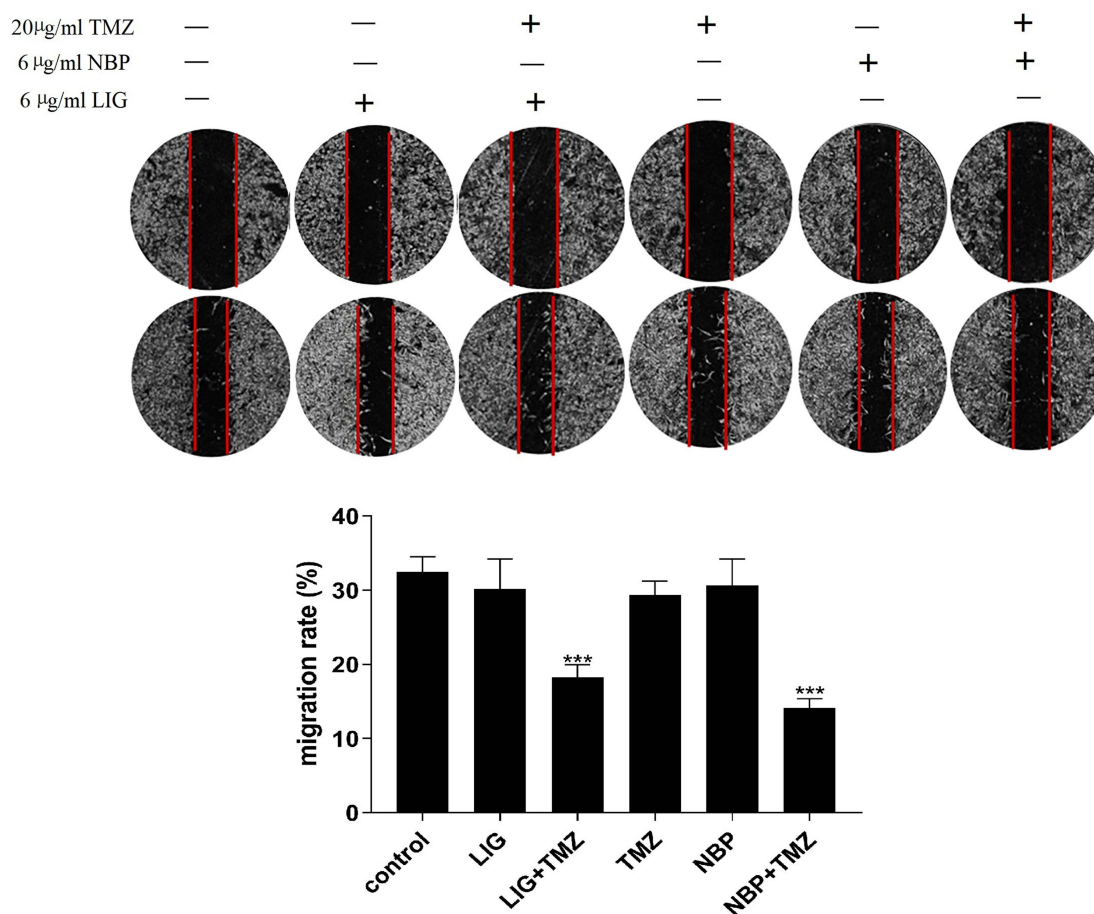 20μg/ml TMZ — — + + — +
6 μg/ml NBP — — — — + +
6 μg/ml LIG — + + — — —
40
30
20
10
0
migration rate (%)
***
***
control
LIG
LIG+TMZ
TMZ
NBP
NBP+TMZ